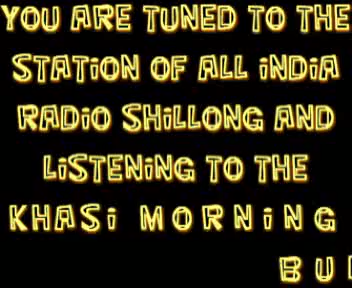 YOU ARE TUNED TO THE
STATiON OF ALL iNDiA
RADiO SHiLLONG AND
LiSTENiNG TO THE
KHASi MORNiNG